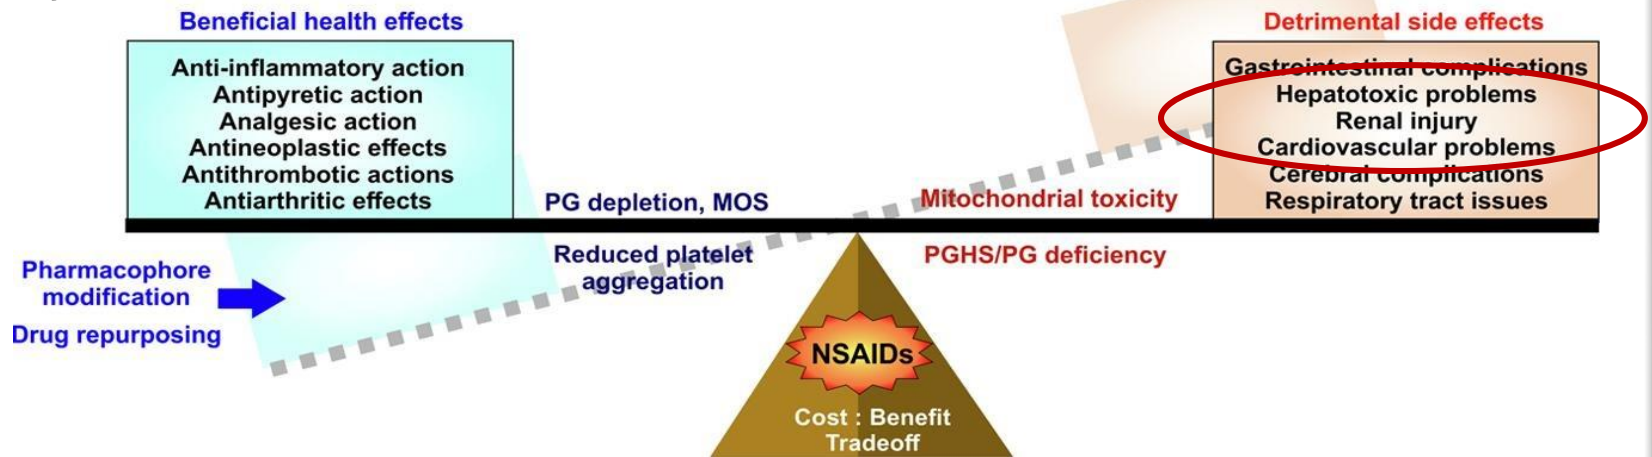 Beneficial health effects
Anti-inflammatory action
Antipyretic action
Analgesic action
Antineoplastic effects
Antithrombotic actions
Antiarthritic effects
Detrimental side effects
Gastrointestinal complications
Hepatotoxic problems
Renal injury
Cardiovascular problems
Cerebral complications
Respiratory tract issues
PG depletion, MOS
Mitochondrial toxicity
Reduced platelet
aggregation
PGHS/PG deficiency
Pharmacophore
modification
Drug repurposing
NSAIDs
Cost : Benefit
Tradeoff